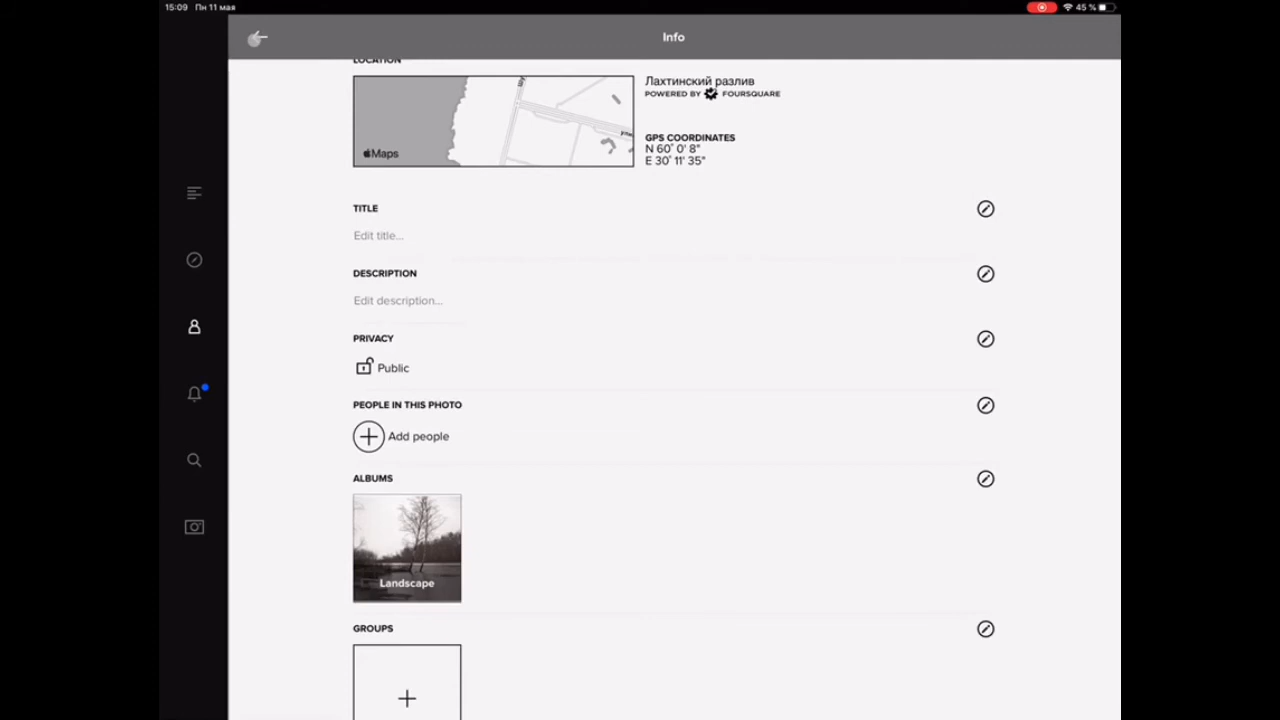 15:09 Пн 11 мая 45 %
Info
LOCATION
Лахтинский разлив
POWERED BY FOURSQUARE
Maps
GPS COORDINATES
N 60° 0' 8"
E 30° 11' 35"
TITLE
Edit title...
DESCRIPTION
Edit description...
PRIVACY
Public
PEOPLE IN THIS PHOTO
Add people
ALBUMS
Landscape
GROUPS